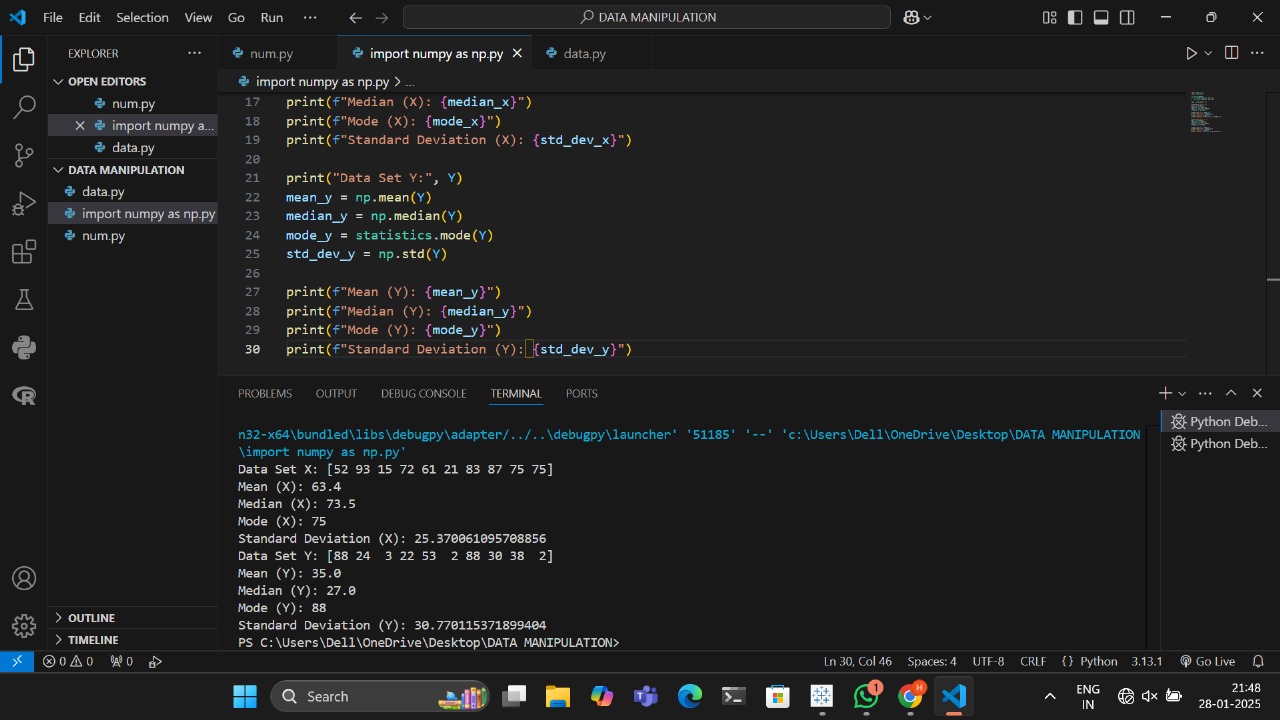 File Edit Selection View Go Run ··· DATA MANIPULATION
EXPLORER ···
OPEN EDITORS
num.py
import numpy a...
data.py
DATA MANIPULATION
data.py
import numpy as np.py
num.py
OUTLINE
TIMELINE
num.py import numpy as np.py data.py
import numpy as np.py > ...
17 print(f"Median (X): {median_x}")
18 print(f"Mode (X): {mode_x}")
19 print(f"Standard Deviation (X): {std_dev_x}")
20
21 print("Data Set Y:", Y)
22 mean_y = np.mean(Y)
23 median_y = np.median(Y)
24 mode_y = statistics.mode(Y)
25 std_dev_y = np.std(Y)
26
27 print(f"Mean (Y): {mean_y}")
28 print(f"Median (Y): {median_y}")
29 print(f"Mode (Y): {mode_y}")
30 print(f"Standard Deviation (Y): {std_dev_y}")
PROBLEMS OUTPUT DEBUG CONSOLE TERMINAL PORTS
n32-x64\bundled\libs\debugpy\adapter/../..\debugpy\launcher' '51185' '--' 'c:\Users\Dell\OneDrive\Desktop\DATA MANIPULATION
\import numpy as np.py'
Data Set X: [52 93 15 72 61 21 83 87 75 75]
Mean (X): 63.4
Median (X): 73.5
Mode (X): 75
Standard Deviation (X): 25.370061095708856
Data Set Y: [88 24  3 22 53  2 88 30 38  2]
Mean (Y): 35.0
Median (Y): 27.0
Mode (Y): 88
Standard Deviation (Y): 30.770115371899404
PS C:\Users\Dell\OneDrive\Desktop\DATA MANIPULATION>
Python Deb...
Python Deb...
0 0 0 Ln 30, Col 46 Spaces: 4 UTF-8 CRLF {} Python 3.13.1 Go Live
Search 1 H ENG
IN 21:48
28-01-2025